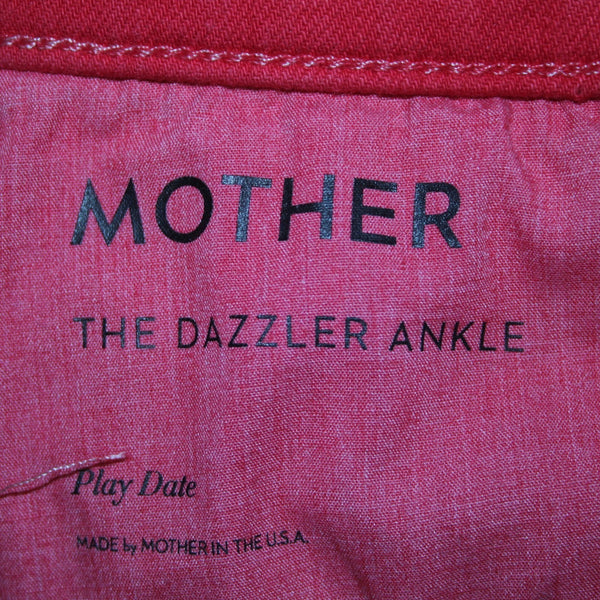 MOTHER
THE DAZZLER ANKLE
Play Date
MADE by MOTHER IN THE U.S.A.